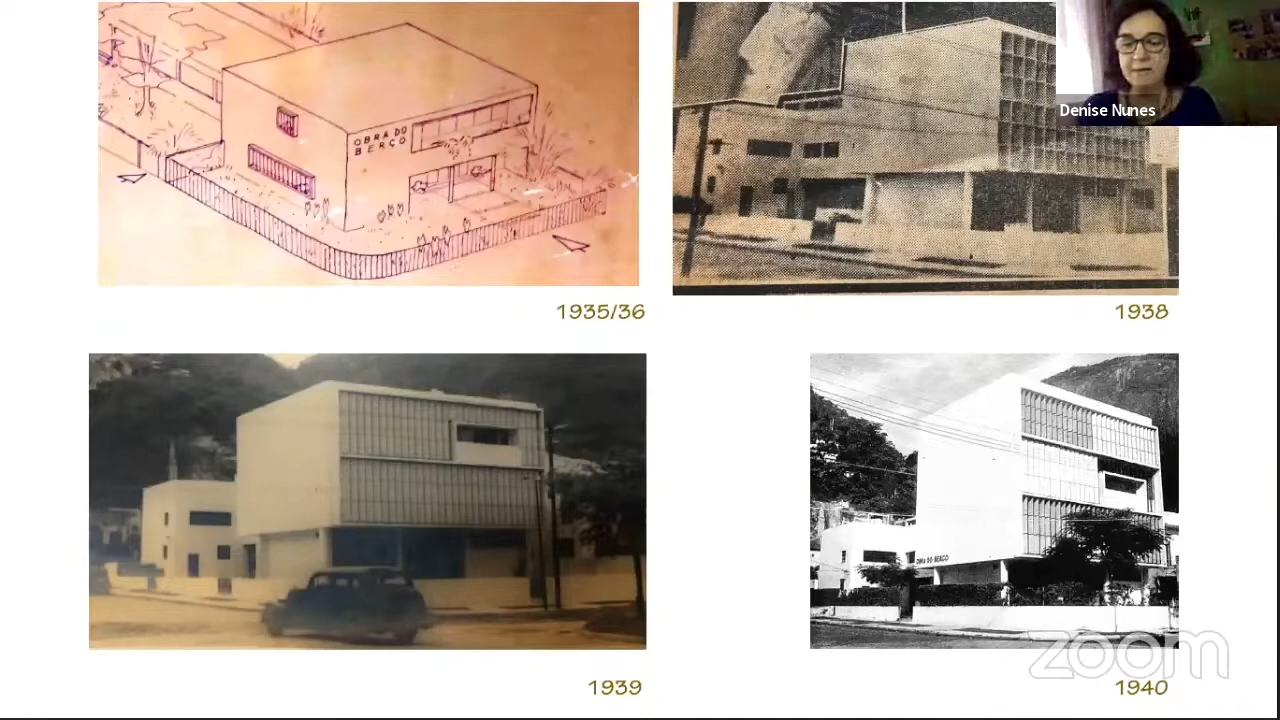 OBRA DO
BERÇO
Denise Nunes
1935/36
1938
OBRA DO BERÇO
zoom
1939
1940